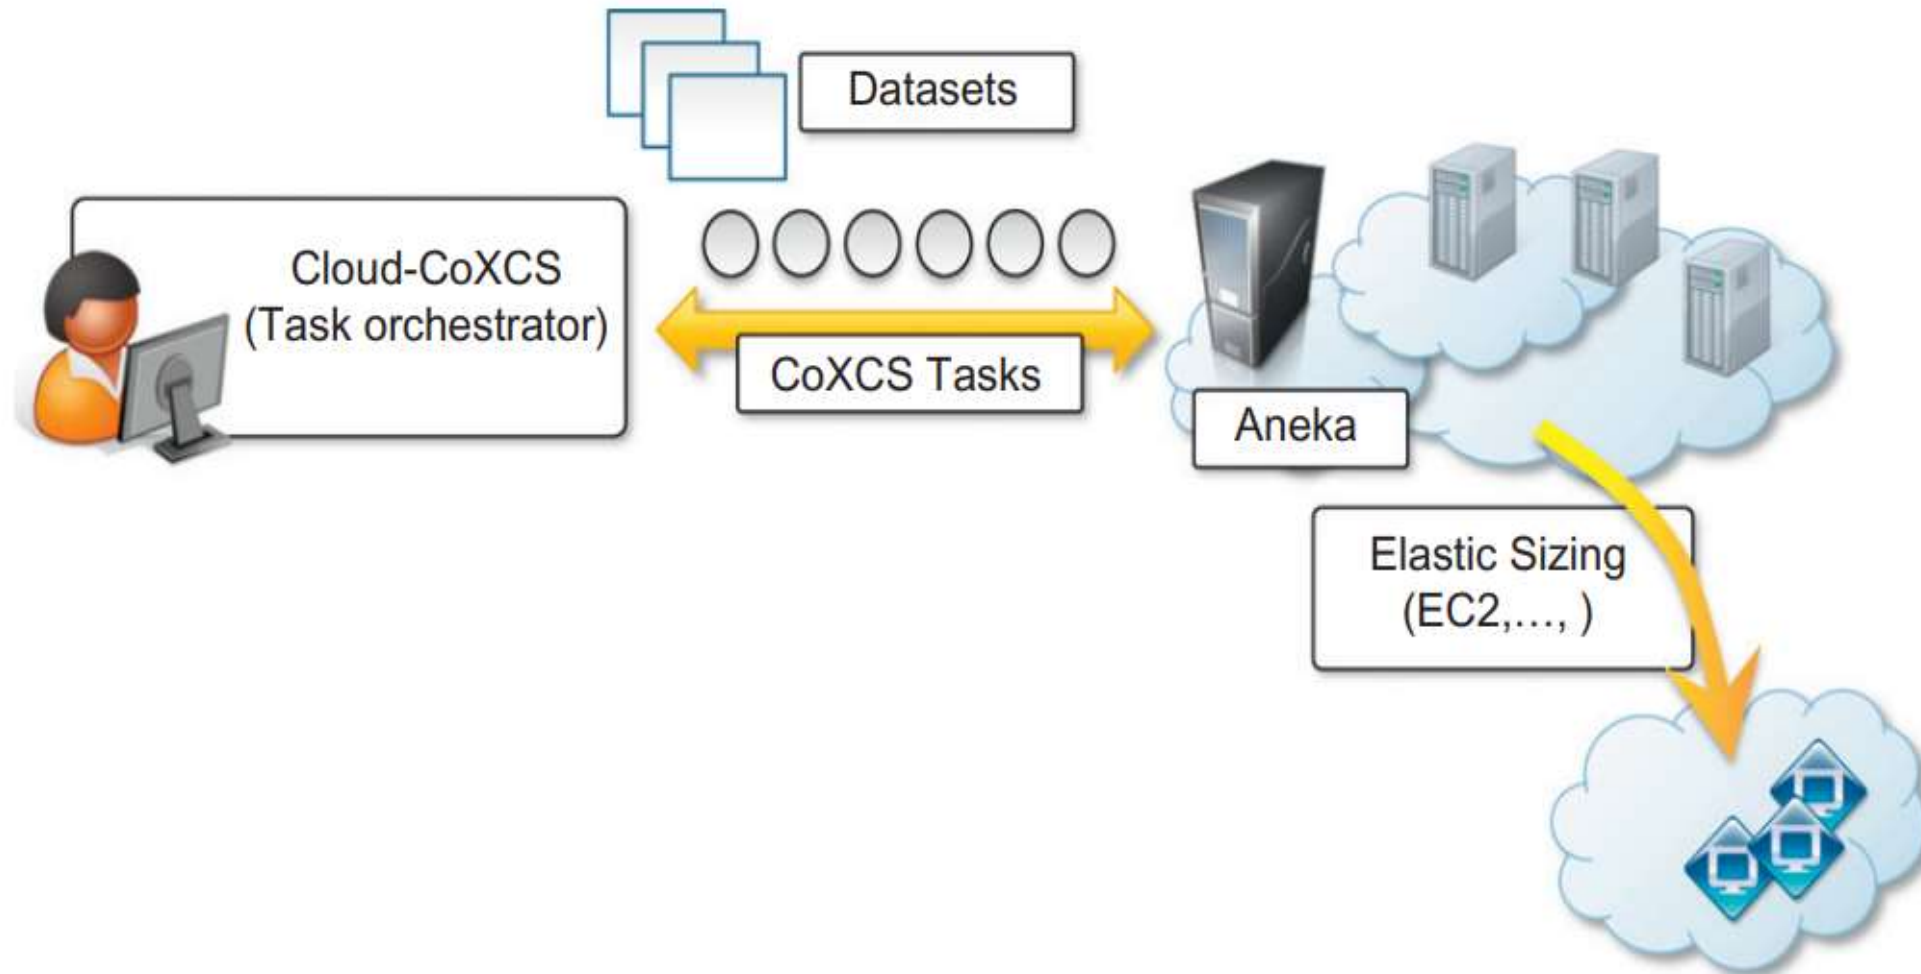 Datasets
Cloud-CoXCS
(Task orchestrator)
CoXCS Tasks
Aneka
Elastic Sizing
(EC2,..., )